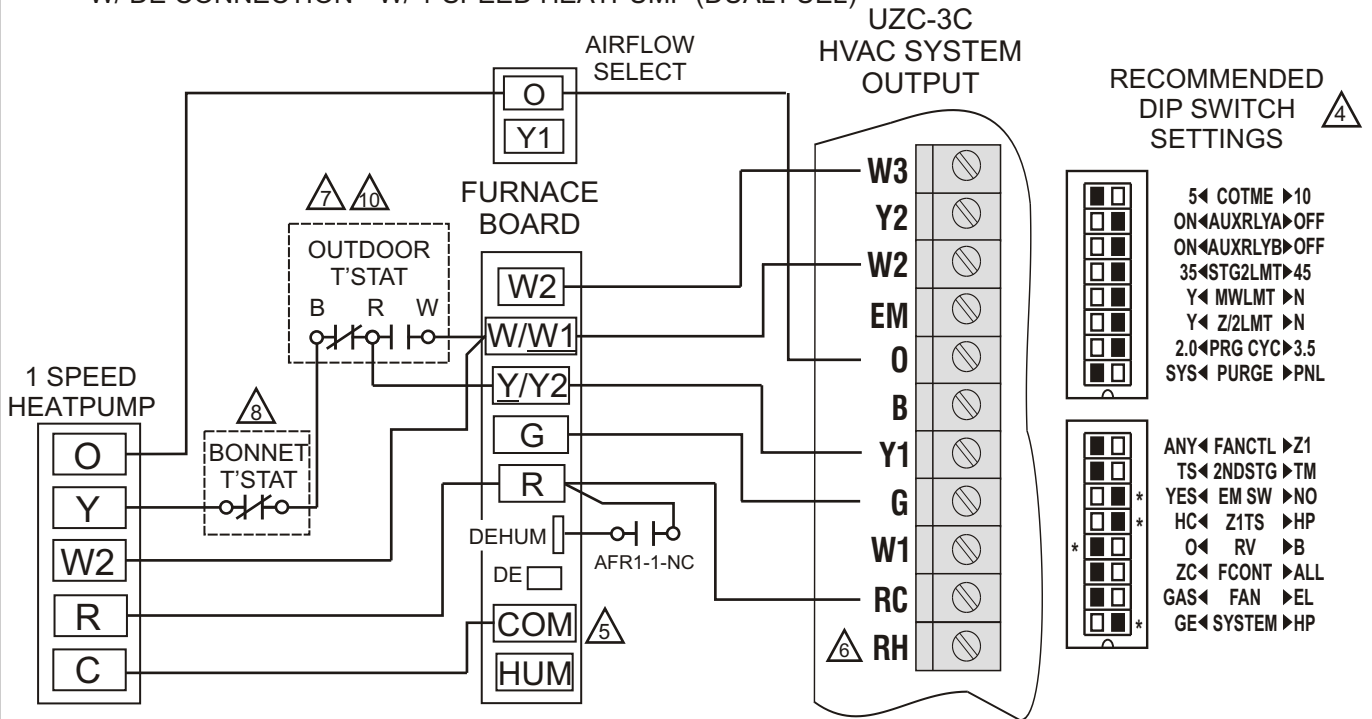 W/ DE CONNECTION - W/ 1 SPEED HEATPUMP (DUALFUEL)
UZC-3C
HVAC SYSTEM
OUTPUT
AIRFLOW
SELECT
O
Y1
RECOMMENDED
DIP SWITCH
SETTINGS
4
7 10
OUTDOOR
T'STAT
B R W
FURNACE
BOARD
W2
W/W1
Y/Y2
G
R
DEHUM
AFR1-1-NC
DE
COM
5
HUM
1 SPEED
HEATPUMP
O
Y
W2
R
C
8
BONNET
T'STAT
W3
Y2
W2
EM
O
B
Y1
G
W1
RC
6 RH
5◀ COTME ▶10
ON◀AUXRLYA▶OFF
ON◀AUXRLYB▶OFF
35◀STG2LMT▶45
Y◀ MWLMT ▶N
Y◀ Z/2LMT ▶N
2.0◀PRG CYC▶3.5
SYS◀ PURGE ▶PNL
ANY◀ FANCTL ▶Z1
TS◀ 2NDSTG ▶TM
* YES◀ EM SW ▶NO
* HC◀ Z1TS ▶HP
* O◀ RV ▶B
ZC◀ FCONT ▶ALL
GAS◀ FAN ▶EL
* GE◀ SYSTEM ▶HP